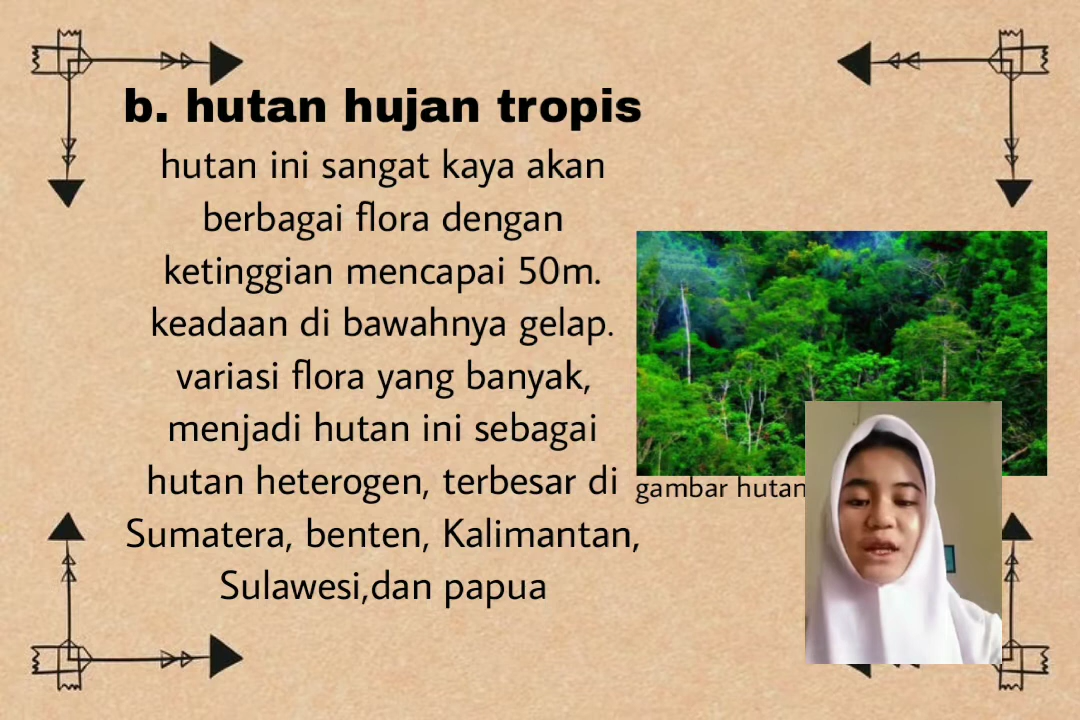 b. hutan hujan tropis
hutan ini sangat kaya akan
berbagai flora dengan
ketinggian mencapai 50m.
keadaan di bawahnya gelap.
variasi flora yang banyak,
menjadi hutan ini sebagai
hutan heterogen, terbesar di
Sumatera, benten, Kalimantan,
Sulawesi,dan papua
gambar hutan